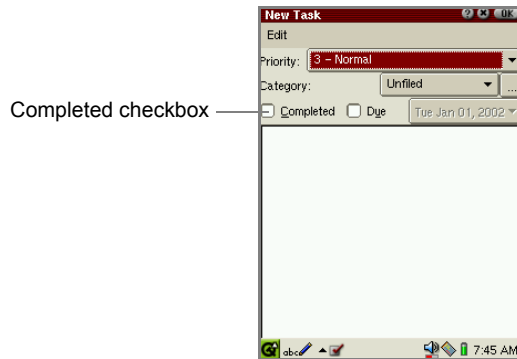 New Task ? X OK
Edit
Priority: 3 - Normal
Category: Unfiled ...
Completed checkbox
Completed Due Tue Jan 01, 2002
abc 7:45 AM